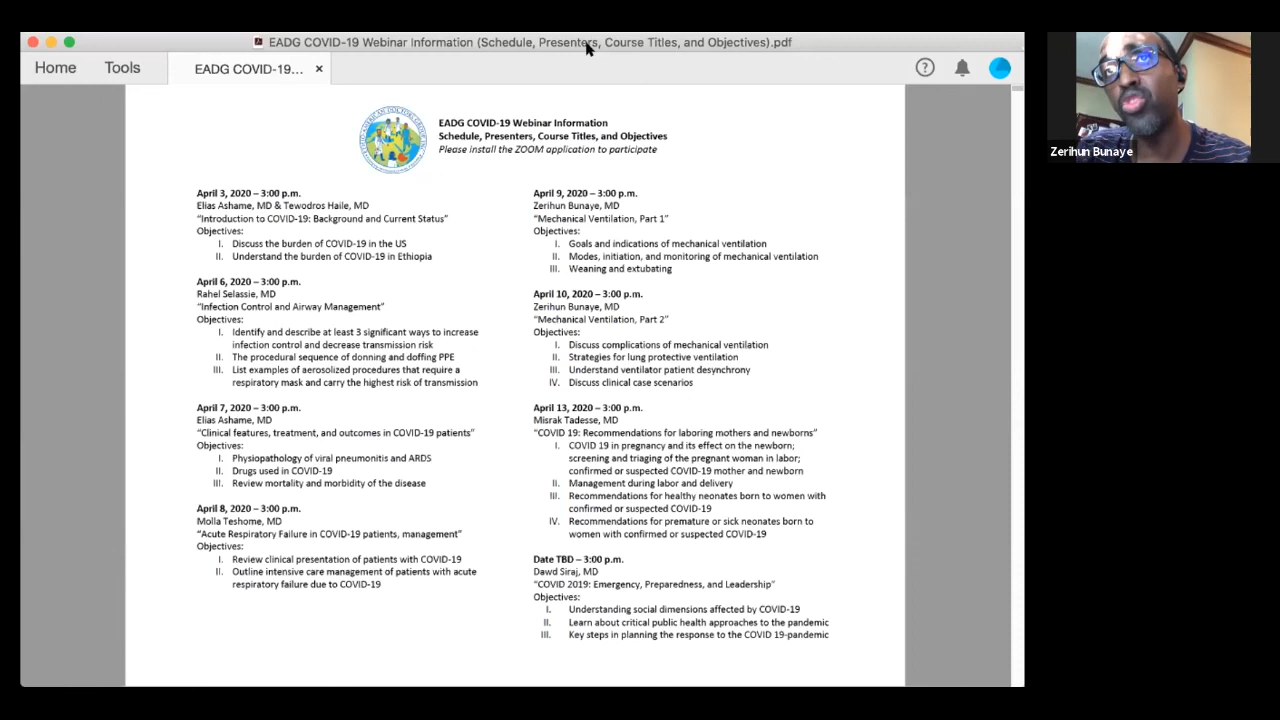 EADG COVID-19 Webinar Information (Schedule, Presenters, Course Titles, and Objectives).pdf
Home
Tools
EADG COVID-19...
×
?
Zerihun Bunaye
EADG COVID-19 Webinar Information
Schedule, Presenters, Course Titles, and Objectives
Please install the ZOOM application to participate
April 3, 2020 – 3:00 p.m.
Elias Ashame, MD & Tewodros Haile, MD
“Introduction to COVID-19: Background and Current Status”
Objectives:
I. Discuss the burden of COVID-19 in the US
II. Understand the burden of COVID-19 in Ethiopia
April 6, 2020 – 3:00 p.m.
Rahel Selassie, MD
“Infection Control and Airway Management”
Objectives:
I. Identify and describe at least 3 significant ways to increase
infection control and decrease transmission risk
II. The procedural sequence of donning and doffing PPE
III. List examples of aerosolized procedures that require a
respiratory mask and carry the highest risk of transmission
April 7, 2020 – 3:00 p.m.
Elias Ashame, MD
“Clinical features, treatment, and outcomes in COVID-19 patients”
Objectives:
I. Physiopathology of viral pneumonitis and ARDS
II. Drugs used in COVID-19
III. Review mortality and morbidity of the disease
April 8, 2020 – 3:00 p.m.
Molla Teshome, MD
“Acute Respiratory Failure in COVID-19 patients, management”
Objectives:
I. Review clinical presentation of patients with COVID-19
II. Outline intensive care management of patients with acute
respiratory failure due to COVID-19
April 9, 2020 – 3:00 p.m.
Zerihun Bunaye, MD
“Mechanical Ventilation, Part 1”
Objectives:
I. Goals and indications of mechanical ventilation
II. Modes, initiation, and monitoring of mechanical ventilation
III. Weaning and extubating
April 10, 2020 – 3:00 p.m.
Zerihun Bunaye, MD
“Mechanical Ventilation, Part 2”
Objectives:
I. Discuss complications of mechanical ventilation
II. Strategies for lung protective ventilation
III. Understand ventilator patient desynchrony
IV. Discuss clinical case scenarios
April 13, 2020 – 3:00 p.m.
Misrak Tadesse, MD
“COVID 19: Recommendations for laboring mothers and newborns”
I. COVID 19 in pregnancy and its effect on the newborn;
screening and triaging of the pregnant woman in labor;
confirmed or suspected COVID-19 mother and newborn
Ii. Management during labor and delivery
III. Recommendations for healthy neonates born to women with
confirmed or suspected COVID-19
IV. Recommendations for premature or sick neonates born to
women with confirmed or suspected COVID-19
Date TBD – 3:00 p.m.
Dawd Siraj, MD
“COVID 2019: Emergency, Preparedness, and Leadership”
Objectives:
I. Understanding social dimensions affected by COVID-19
II. Learn about critical public health approaches to the pandemic
III. Key steps in planning the response to the COVID 19-pandemic